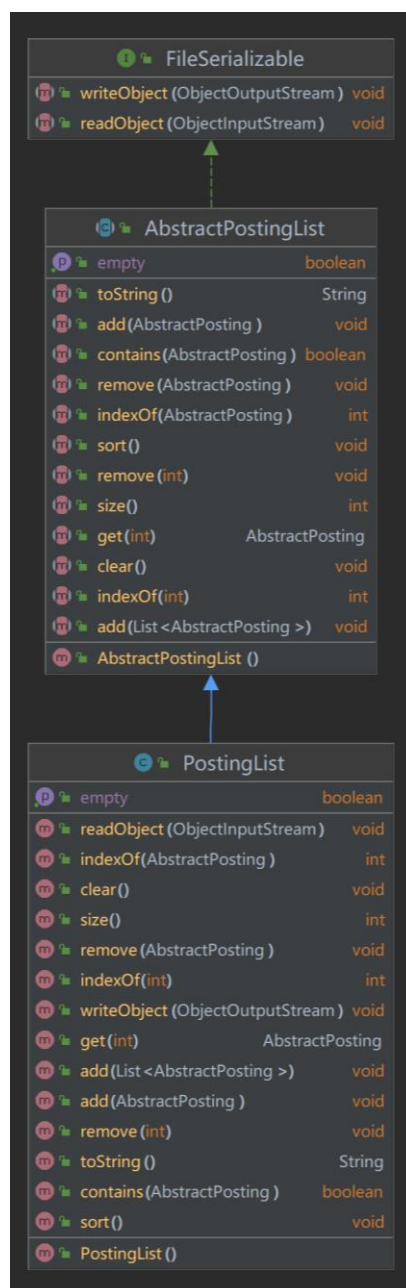 FileSerializable
writeObject(ObjectOutputStream) void
readObject(ObjectInputStream) void
AbstractPostingList
empty boolean
toString() String
add(AbstractPosting) void
contains(AbstractPosting) boolean
remove(AbstractPosting) void
indexOf(AbstractPosting) int
sort() void
remove(int) void
size() int
get(int) AbstractPosting
clear() void
indexOf(int) int
add(List<AbstractPosting>) void
AbstractPostingList()
PostingList
empty boolean
readObject(ObjectInputStream) void
indexOf(AbstractPosting) int
clear() void
size() int
remove(AbstractPosting) void
indexOf(int) int
writeObject(ObjectOutputStream) void
get(int) AbstractPosting
add(List<AbstractPosting>) void
add(AbstractPosting) void
remove(int) void
toString() String
contains(AbstractPosting) boolean
sort() void
PostingList()